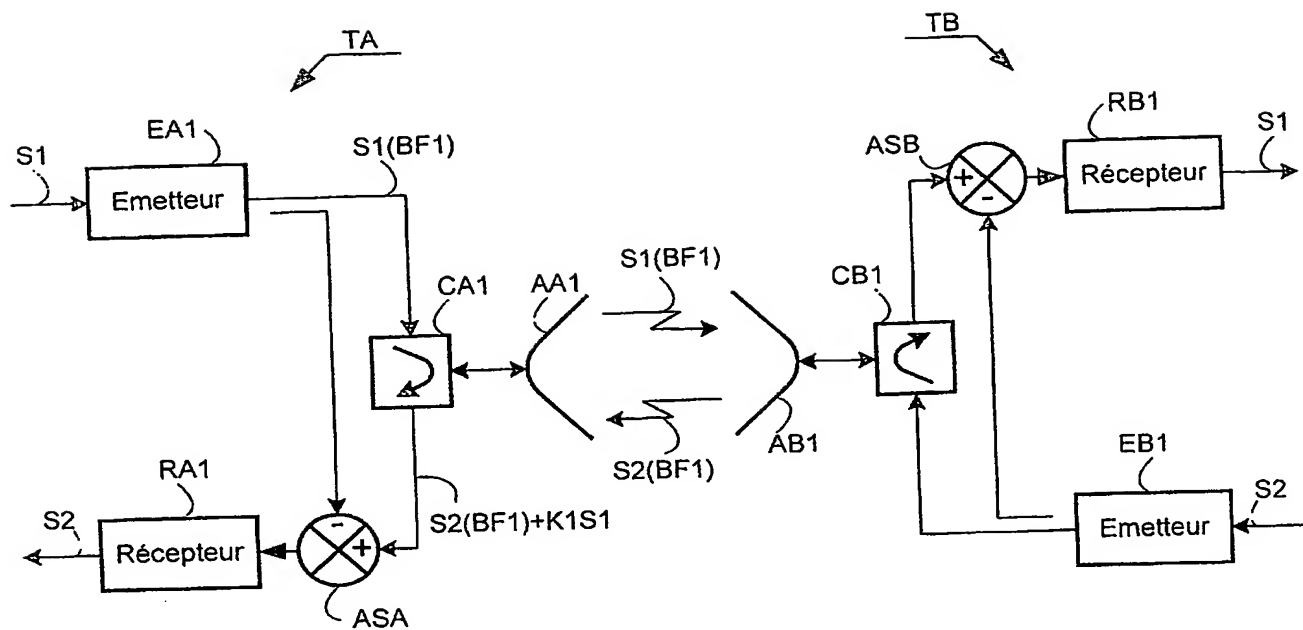 TA
TB
EA1
S1
Emetteur
S1(BF1)
CA1
AA1
S1(BF1)
S2(BF1)
RA1
S2
Récepteur
-
+
S2(BF1)+K1S1
ASA
ASB
+
-
RB1
Récepteur
S1
CB1
AB1
EB1
Emetteur
S2